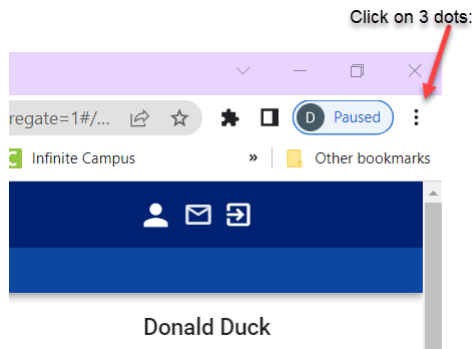 Click on 3 dots:
regate=1#/...
D Paused
C Infinite Campus
» Other bookmarks
Donald Duck